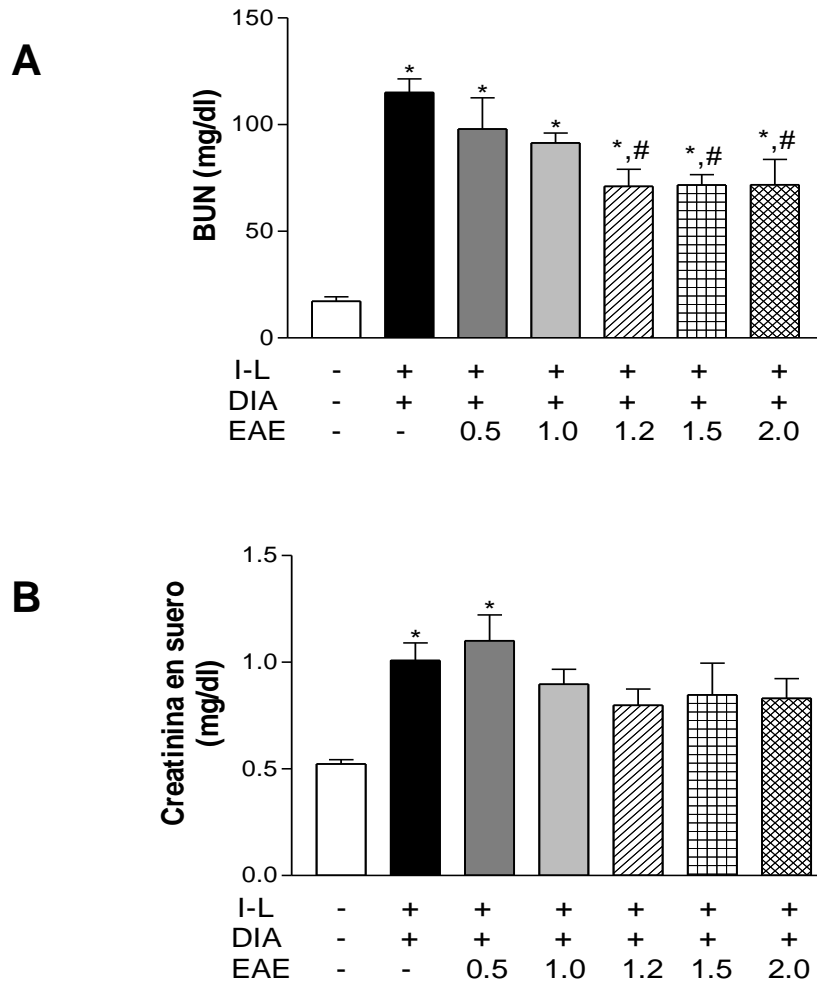 A
BUN (mg/dl)
150
* * *
100
*,# *,# *,#
50
0
I-L - + + + + + +
DIA - + + + + + +
EAE - - 0.5 1.0 1.2 1.5 2.0
B
Creatinina en suero
(mg/dl)
1.5
* *
1.0
0.5
0.0
I-L - + + + + + +
DIA - + + + + + +
EAE - - 0.5 1.0 1.2 1.5 2.0